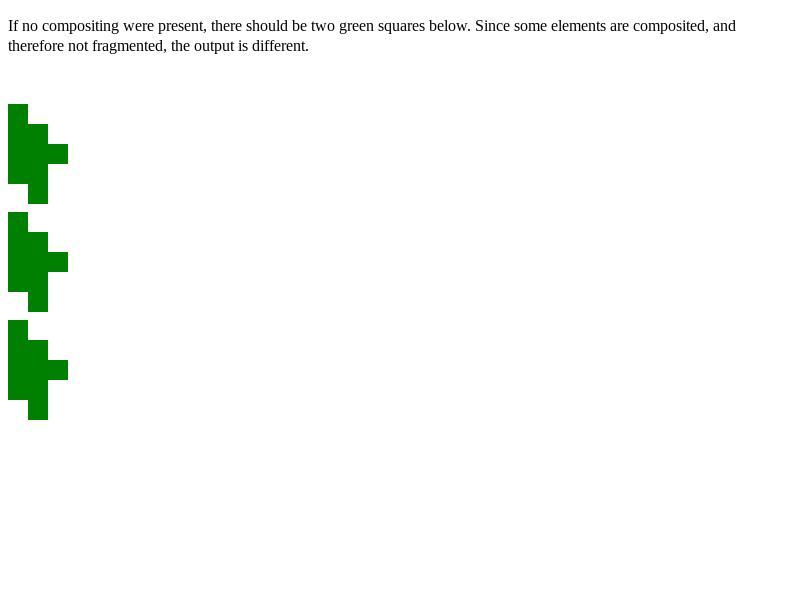 If no compositing were present, there should be two green squares below. Since some elements are composited, and
therefore not fragmented, the output is different.